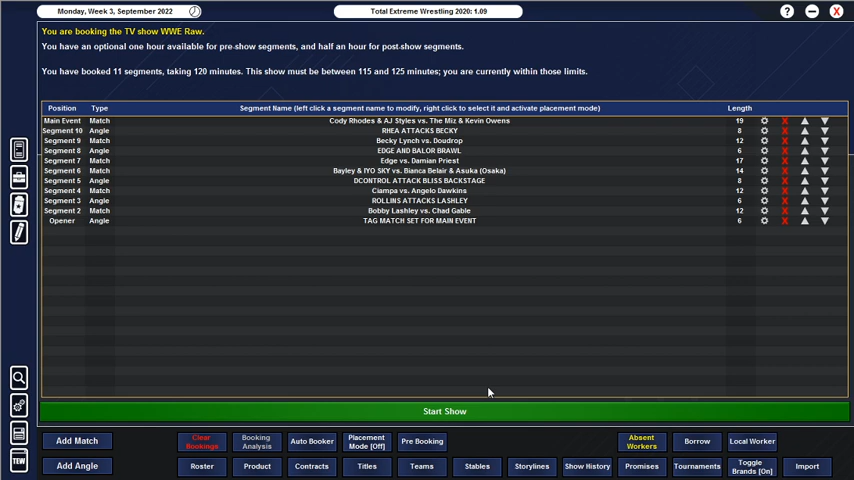 Monday, Week 3, September 2022
Total Extreme Wrestling 2020: 1.09
? X
You are booking the TV show WWE Raw.
You have an optional one hour available for pre-show segments, and half an hour for post-show segments.
You have booked 11 segments, taking 120 minutes. This show must be between 115 and 125 minutes; you are currently within those limits.
Position Type Segment Name (left click a segment name to modify, right click to select it and activate placement mode) Length
Main Event Match Cody Rhodes & AJ Styles vs. The Miz & Kevin Owens 19 X
Segment 10 Angle RHEA ATTACKS BECKY 8 X
Segment 9 Match Becky Lynch vs. Doudrop 12 X
Segment 8 Angle EDGE AND BALOR BRAWL 6 X
Segment 7 Match Edge vs. Damian Priest 17 X
Segment 6 Match Bayley & IYO SKY vs. Bianca Belair & Asuka (Osaka) 14 X
Segment 5 Angle DCONTROL ATTACK BLISS BACKSTAGE 8 X
Segment 4 Match Ciampa vs. Angelo Dawkins 12 X
Segment 3 Angle ROLLINS ATTACKS LASHLEY 6 X
Segment 2 Match Bobby Lashley vs. Chad Gable 12 X
Opener Angle TAG MATCH SET FOR MAIN EVENT 6 X
Start Show
Add Match Clear Bookings Booking Analysis Auto Booker Placement Mode [Off] Pre Booking Absent Workers Borrow Local Worker
TEW Add Angle Roster Product Contracts Titles Teams Stables Storylines Show History Promises Tournaments Toggle Brands [On] Import